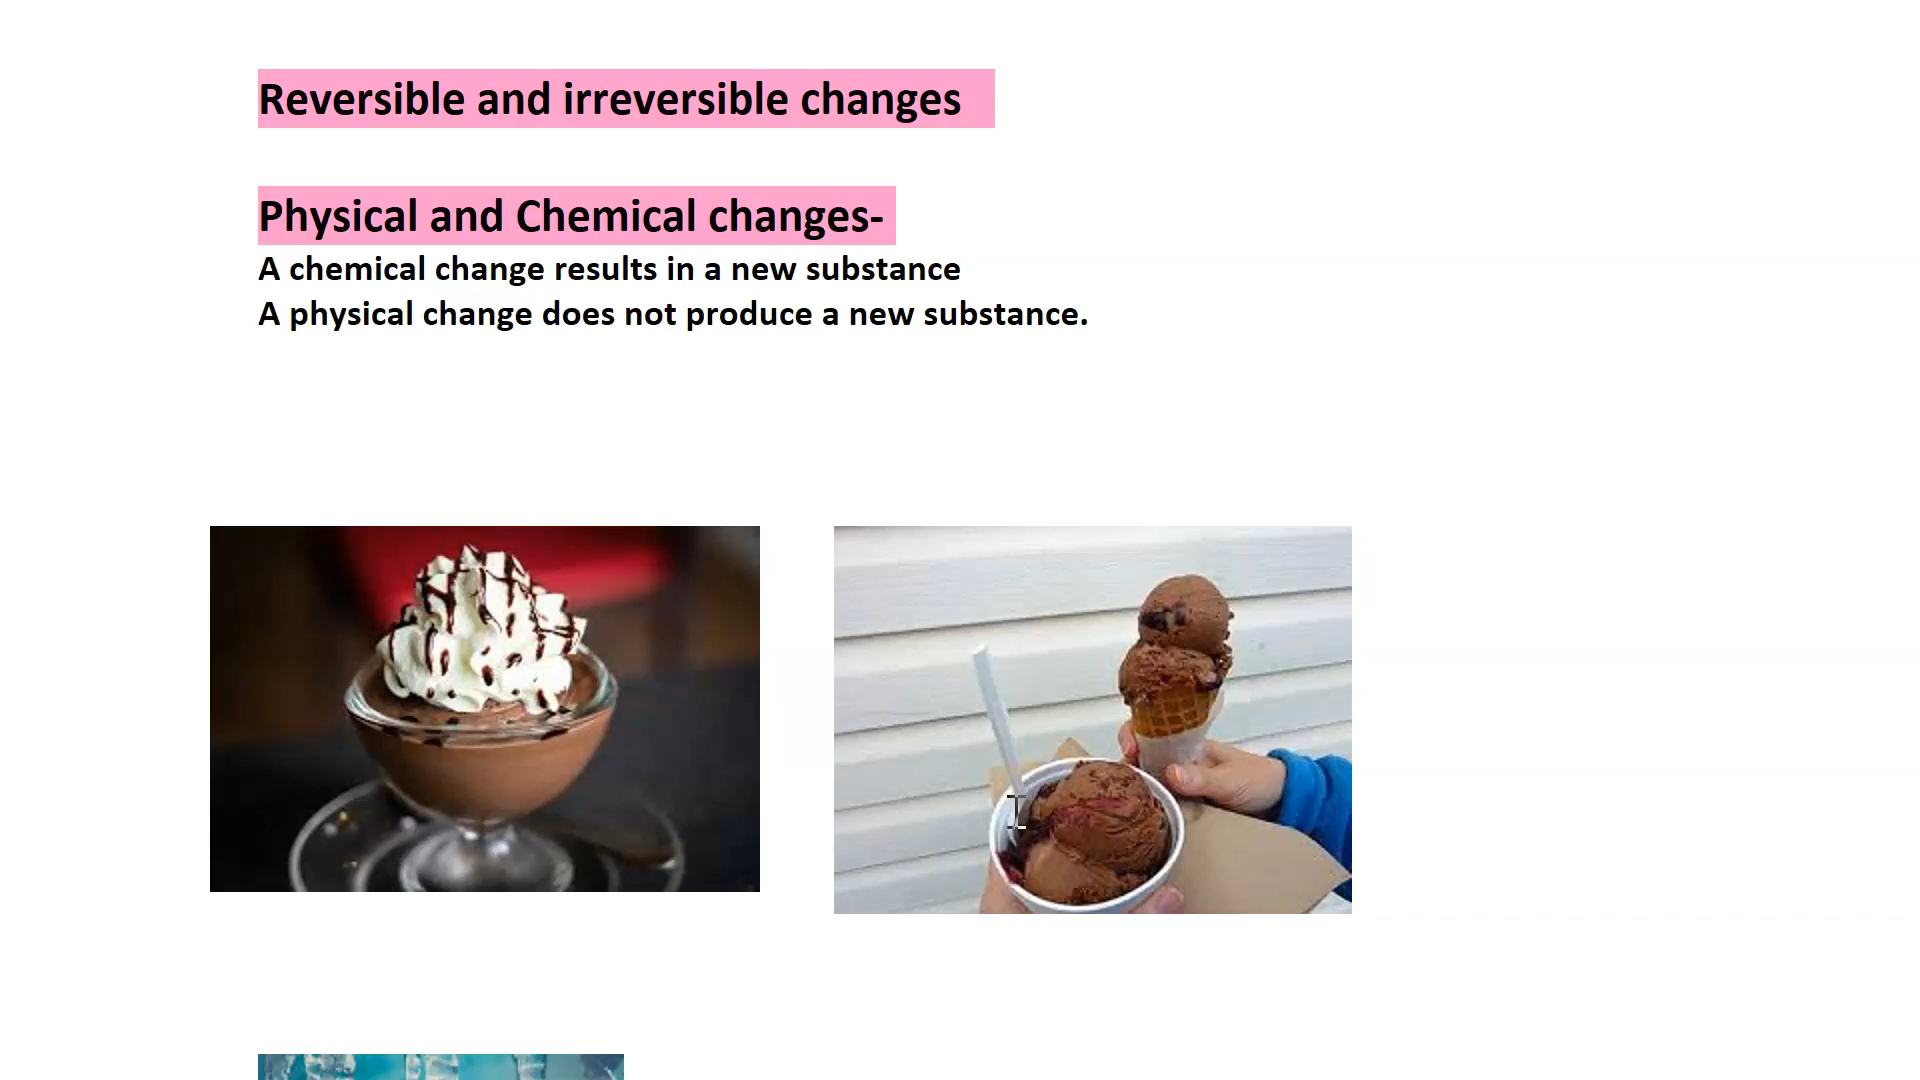 Reversible and irreversible changes
Physical and Chemical changes-
A chemical change results in a new substance
A physical change does not produce a new substance.